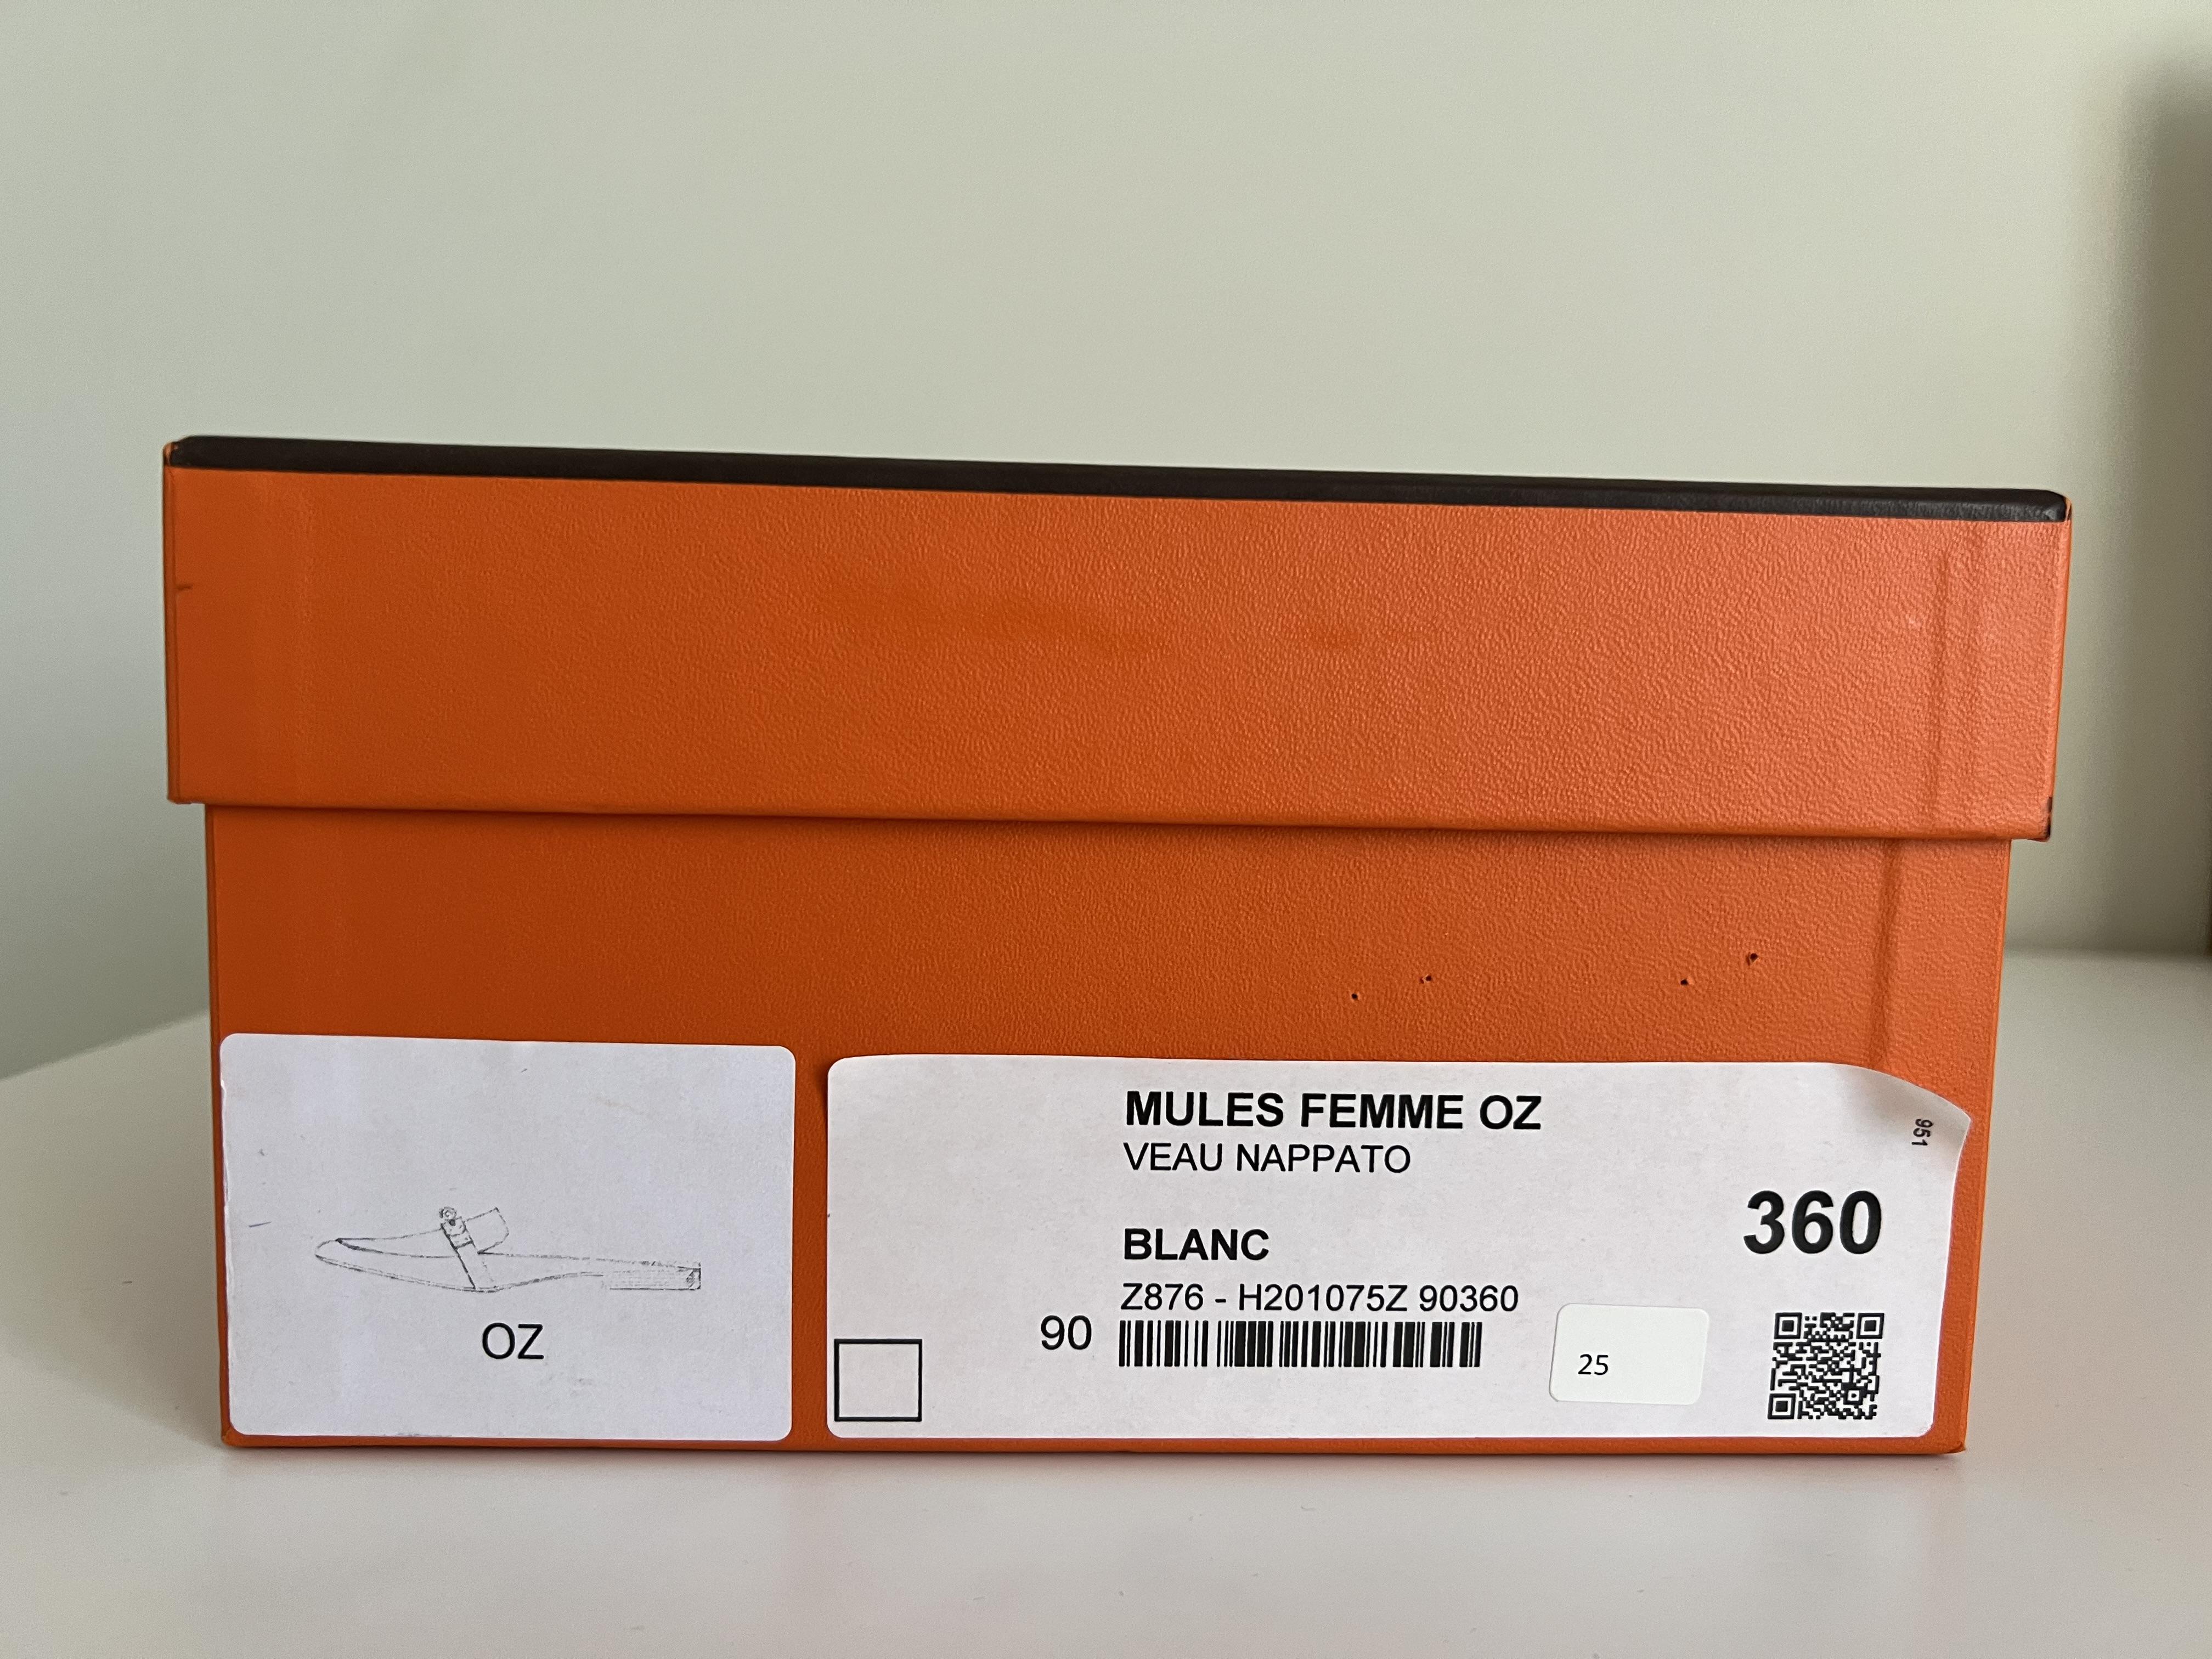 OZ
MULES FEMME OZ
VEAU NAPPATO
951
360
BLANC
Z876 - H201075Z 90360
90
25